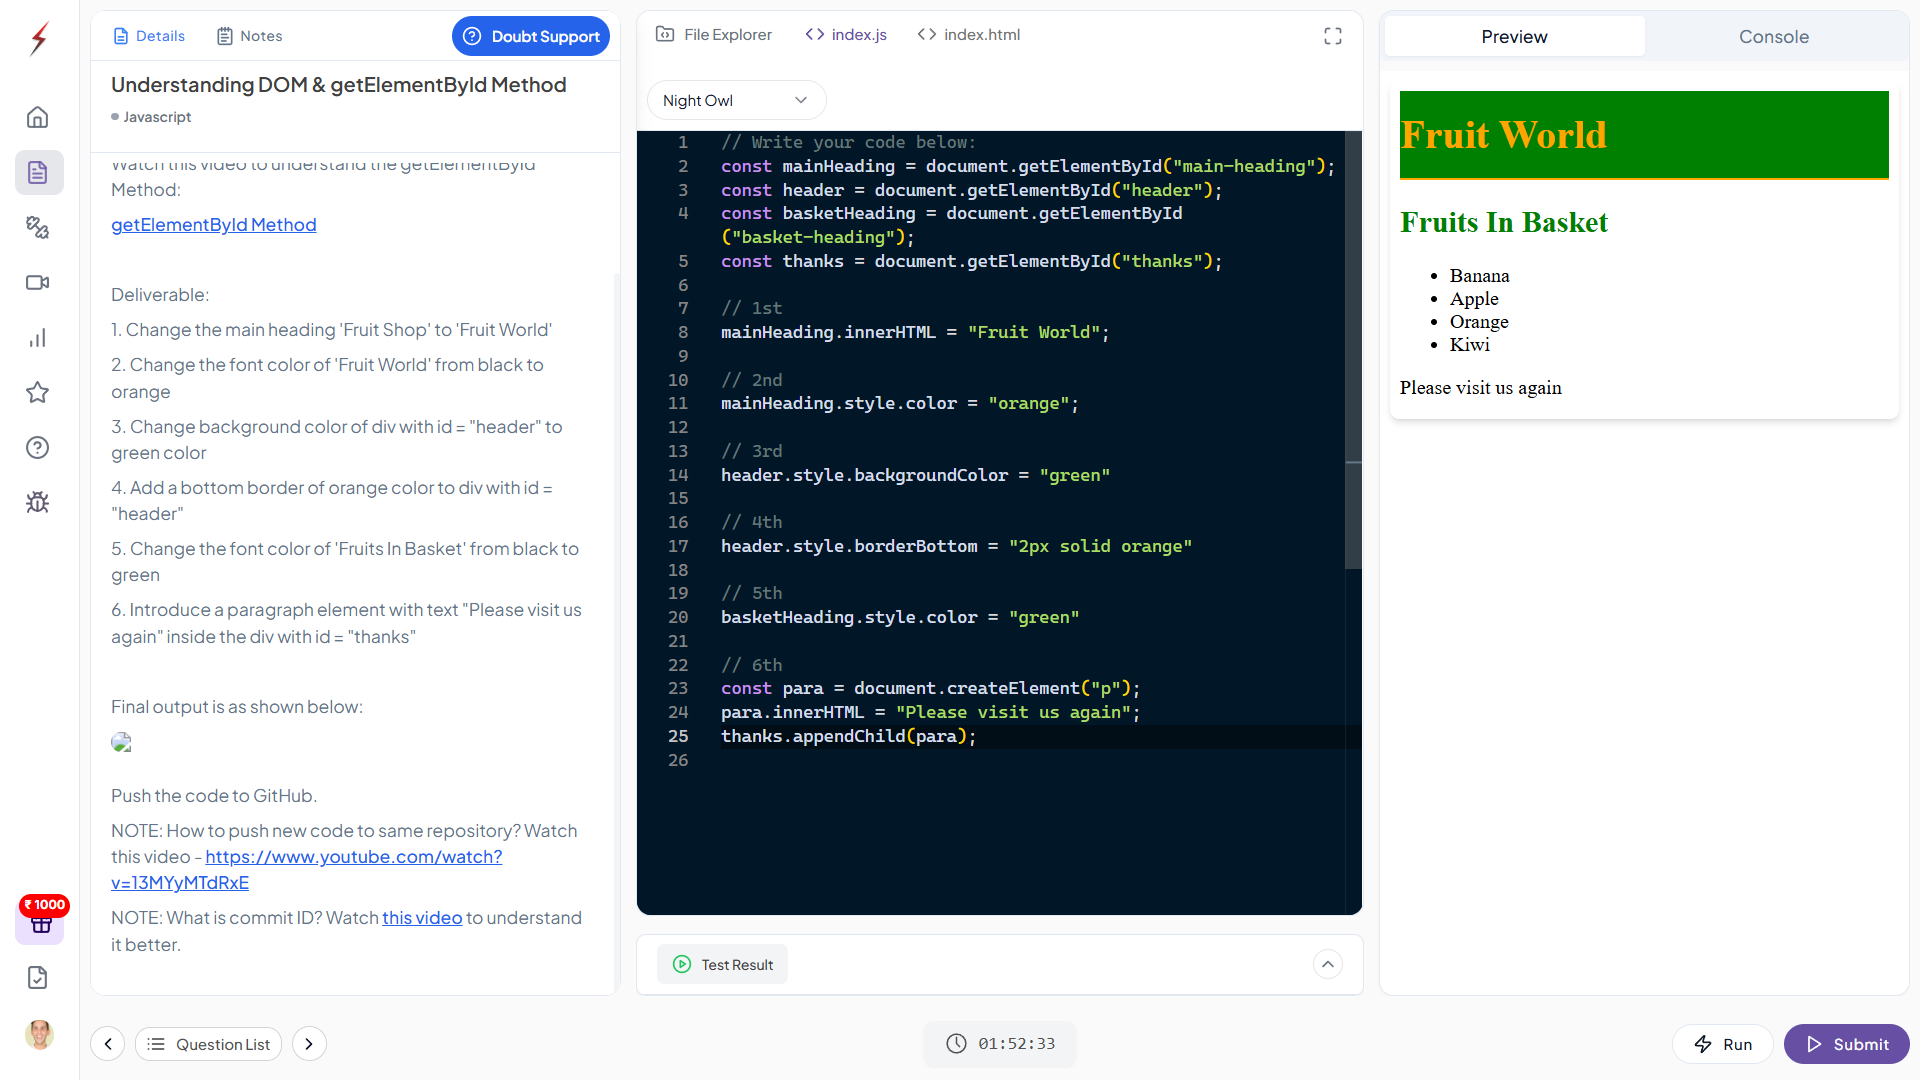 Details
Notes
Doubt Support
Understanding DOM & getElementById Method
Javascript
Watch this video to understand the getElementById
Method:
getElementById Method
Deliverable:
1. Change the main heading 'Fruit Shop' to 'Fruit World'
2. Change the font color of 'Fruit World' from black to
orange
3. Change background color of div with id = "header" to
green color
4. Add a bottom border of orange color to div with id =
"header"
5. Change the font color of 'Fruits In Basket' from black to
green
6. Introduce a paragraph element with text "Please visit us
again" inside the div with id = "thanks"
Final output is as shown below:
Push the code to GitHub.
NOTE: How to push new code to same repository? Watch
this video - https://www.youtube.com/watch?
v=13MYyMTdRxE
NOTE: What is commit ID? Watch this video to understand
it better.
₹ 1000
Question List
File Explorer
index.js
index.html
Night Owl
1 // Write your code below:
2 const mainHeading = document.getElementById("main-heading");
3 const header = document.getElementById("header");
4 const basketHeading = document.getElementById
("basket-heading");
5 const thanks = document.getElementById("thanks");
6
7 // 1st
8 mainHeading.innerHTML = "Fruit World";
9
10 // 2nd
11 mainHeading.style.color = "orange";
12
13 // 3rd
14 header.style.backgroundColor = "green"
15
16 // 4th
17 header.style.borderBottom = "2px solid orange"
18
19 // 5th
20 basketHeading.style.color = "green"
21
22 // 6th
23 const para = document.createElement("p");
24 para.innerHTML = "Please visit us again";
25 thanks.appendChild(para);
26
Test Result
01:52:33
Preview
Console
Fruit World
Fruits In Basket
• Banana
• Apple
• Orange
• Kiwi
Please visit us again
Run
Submit